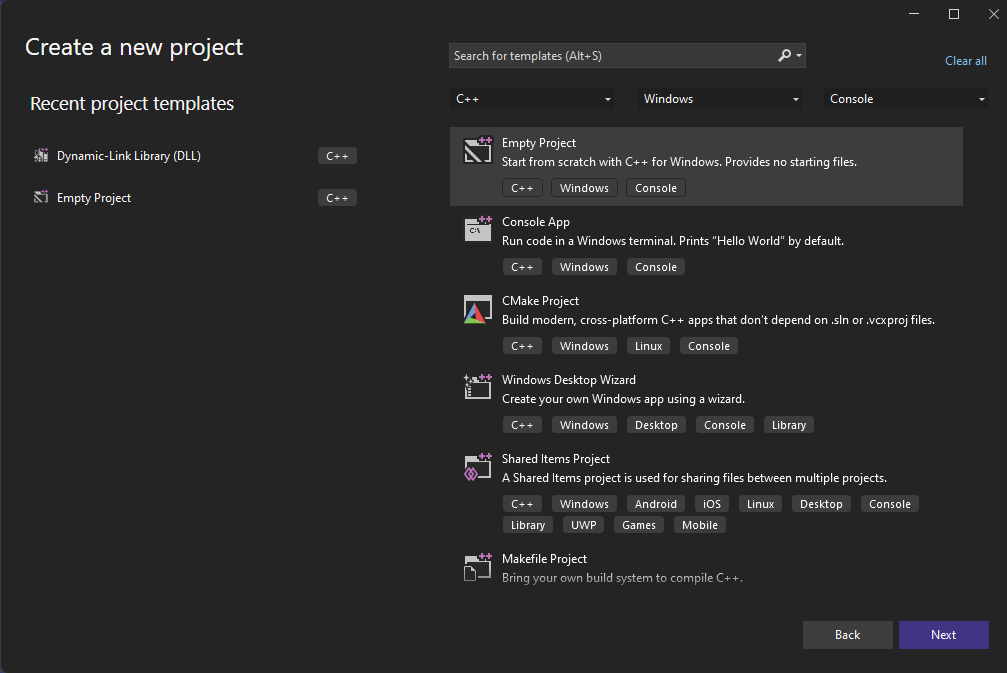 Create a new project
Search for templates (Alt+S)
Clear all
Recent project templates
C++ Windows Console
Dynamic-Link Library (DLL) C++
Empty Project C++
Empty Project
Start from scratch with C++ for Windows. Provides no starting files.
C++ Windows Console
Console App
C:\
Run code in a Windows terminal. Prints "Hello World" by default.
C++ Windows Console
CMake Project
Build modern, cross-platform C++ apps that don't depend on .sln or .vcxproj files.
C++ Windows Linux Console
Windows Desktop Wizard
Create your own Windows app using a wizard.
C++ Windows Desktop Console Library
Shared Items Project
A Shared Items project is used for sharing files between multiple projects.
C++ Windows Android iOS Linux Desktop Console
Library UWP Games Mobile
Makefile Project
Bring your own build system to compile C++.
Back Next